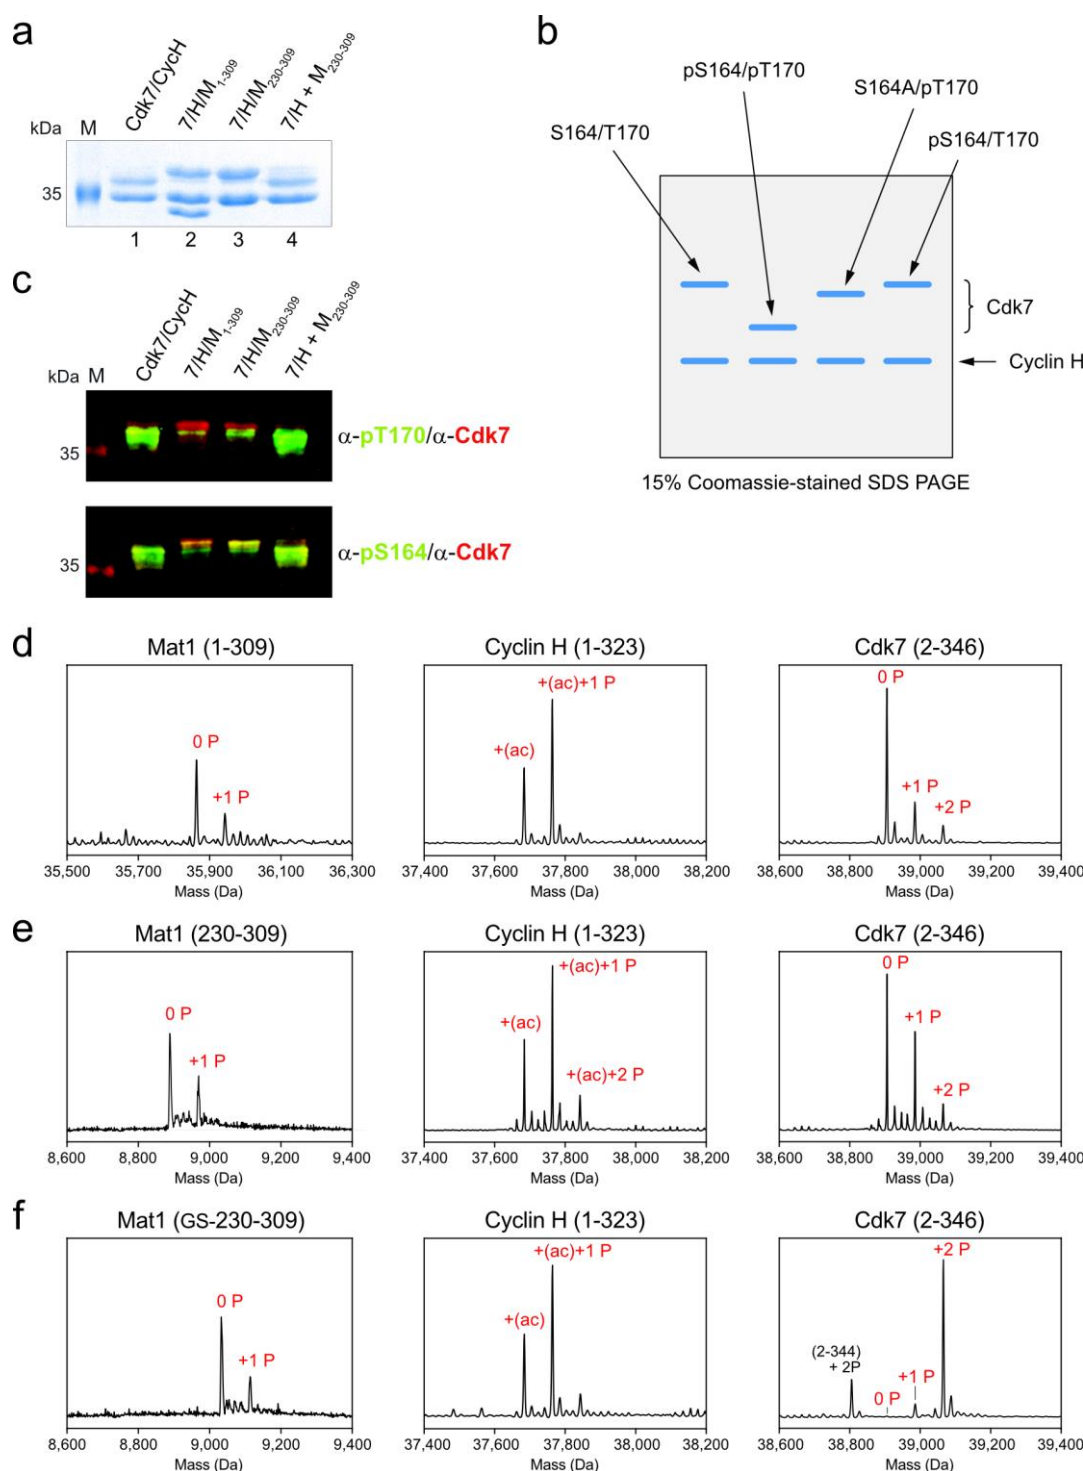 a
kDa
M
Cdk7/CycH
7/H/M1-309
7/H/M230-309
7/H + M230-309
35
1 2 3 4
b
pS164/pT170
S164A/pT170
S164/T170
pS164/T170
Cdk7
Cyclin H
15% Coomassie-stained SDS PAGE
c
kDa
M
Cdk7/CycH
7/H/M1-309
7/H/M230-309
7/H + M230-309
35
α-pT170/α-Cdk7
35
α-pS164/α-Cdk7
d
Mat1 (1-309)
0 P
+1 P
35,500 35,700 35,900 36,100 36,300
Mass (Da)
Cyclin H (1-323)
+(ac)+1 P
+(ac)
37,400 37,600 37,800 38,000 38,200
Mass (Da)
Cdk7 (2-346)
0 P
+1 P
+2 P
38,600 38,800 39,000 39,200 39,400
Mass (Da)
e
Mat1 (230-309)
0 P
+1 P
8,600 8,800 9,000 9,200 9,400
Mass (Da)
Cyclin H (1-323)
+(ac)+1 P
+(ac)
+(ac)+2 P
37,400 37,600 37,800 38,000 38,200
Mass (Da)
Cdk7 (2-346)
0 P
+1 P
+2 P
38,600 38,800 39,000 39,200 39,400
Mass (Da)
f
Mat1 (GS-230-309)
0 P
+1 P
8,600 8,800 9,000 9,200 9,400
Mass (Da)
Cyclin H (1-323)
+(ac)+1 P
+(ac)
37,400 37,600 37,800 38,000 38,200
Mass (Da)
Cdk7 (2-346)
+2 P
(2-344)
+ 2P
0 P
+1 P
38,600 38,800 39,000 39,200 39,400
Mass (Da)